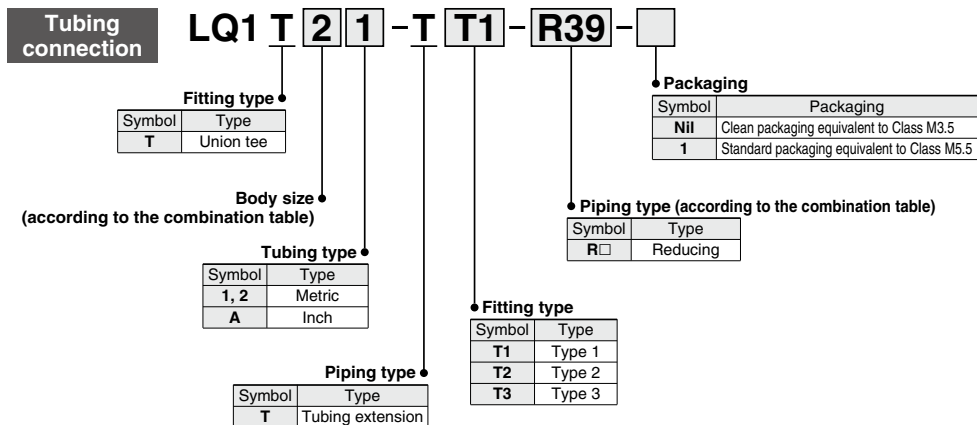 Tubing
connection
LQ1 T 2 1 - T T1 - R39 -
Fitting type
Symbol Type
T Union tee
Body size
(according to the combination table)
Tubing type
Symbol Type
1, 2 Metric
A Inch
Piping type
Symbol Type
T Tubing extension
Fitting type
Symbol Type
T1 Type 1
T2 Type 2
T3 Type 3
Piping type (according to the combination table)
Symbol Type
R□ Reducing
Packaging
Symbol Packaging
Nil Clean packaging equivalent to Class M3.5
1 Standard packaging equivalent to Class M5.5